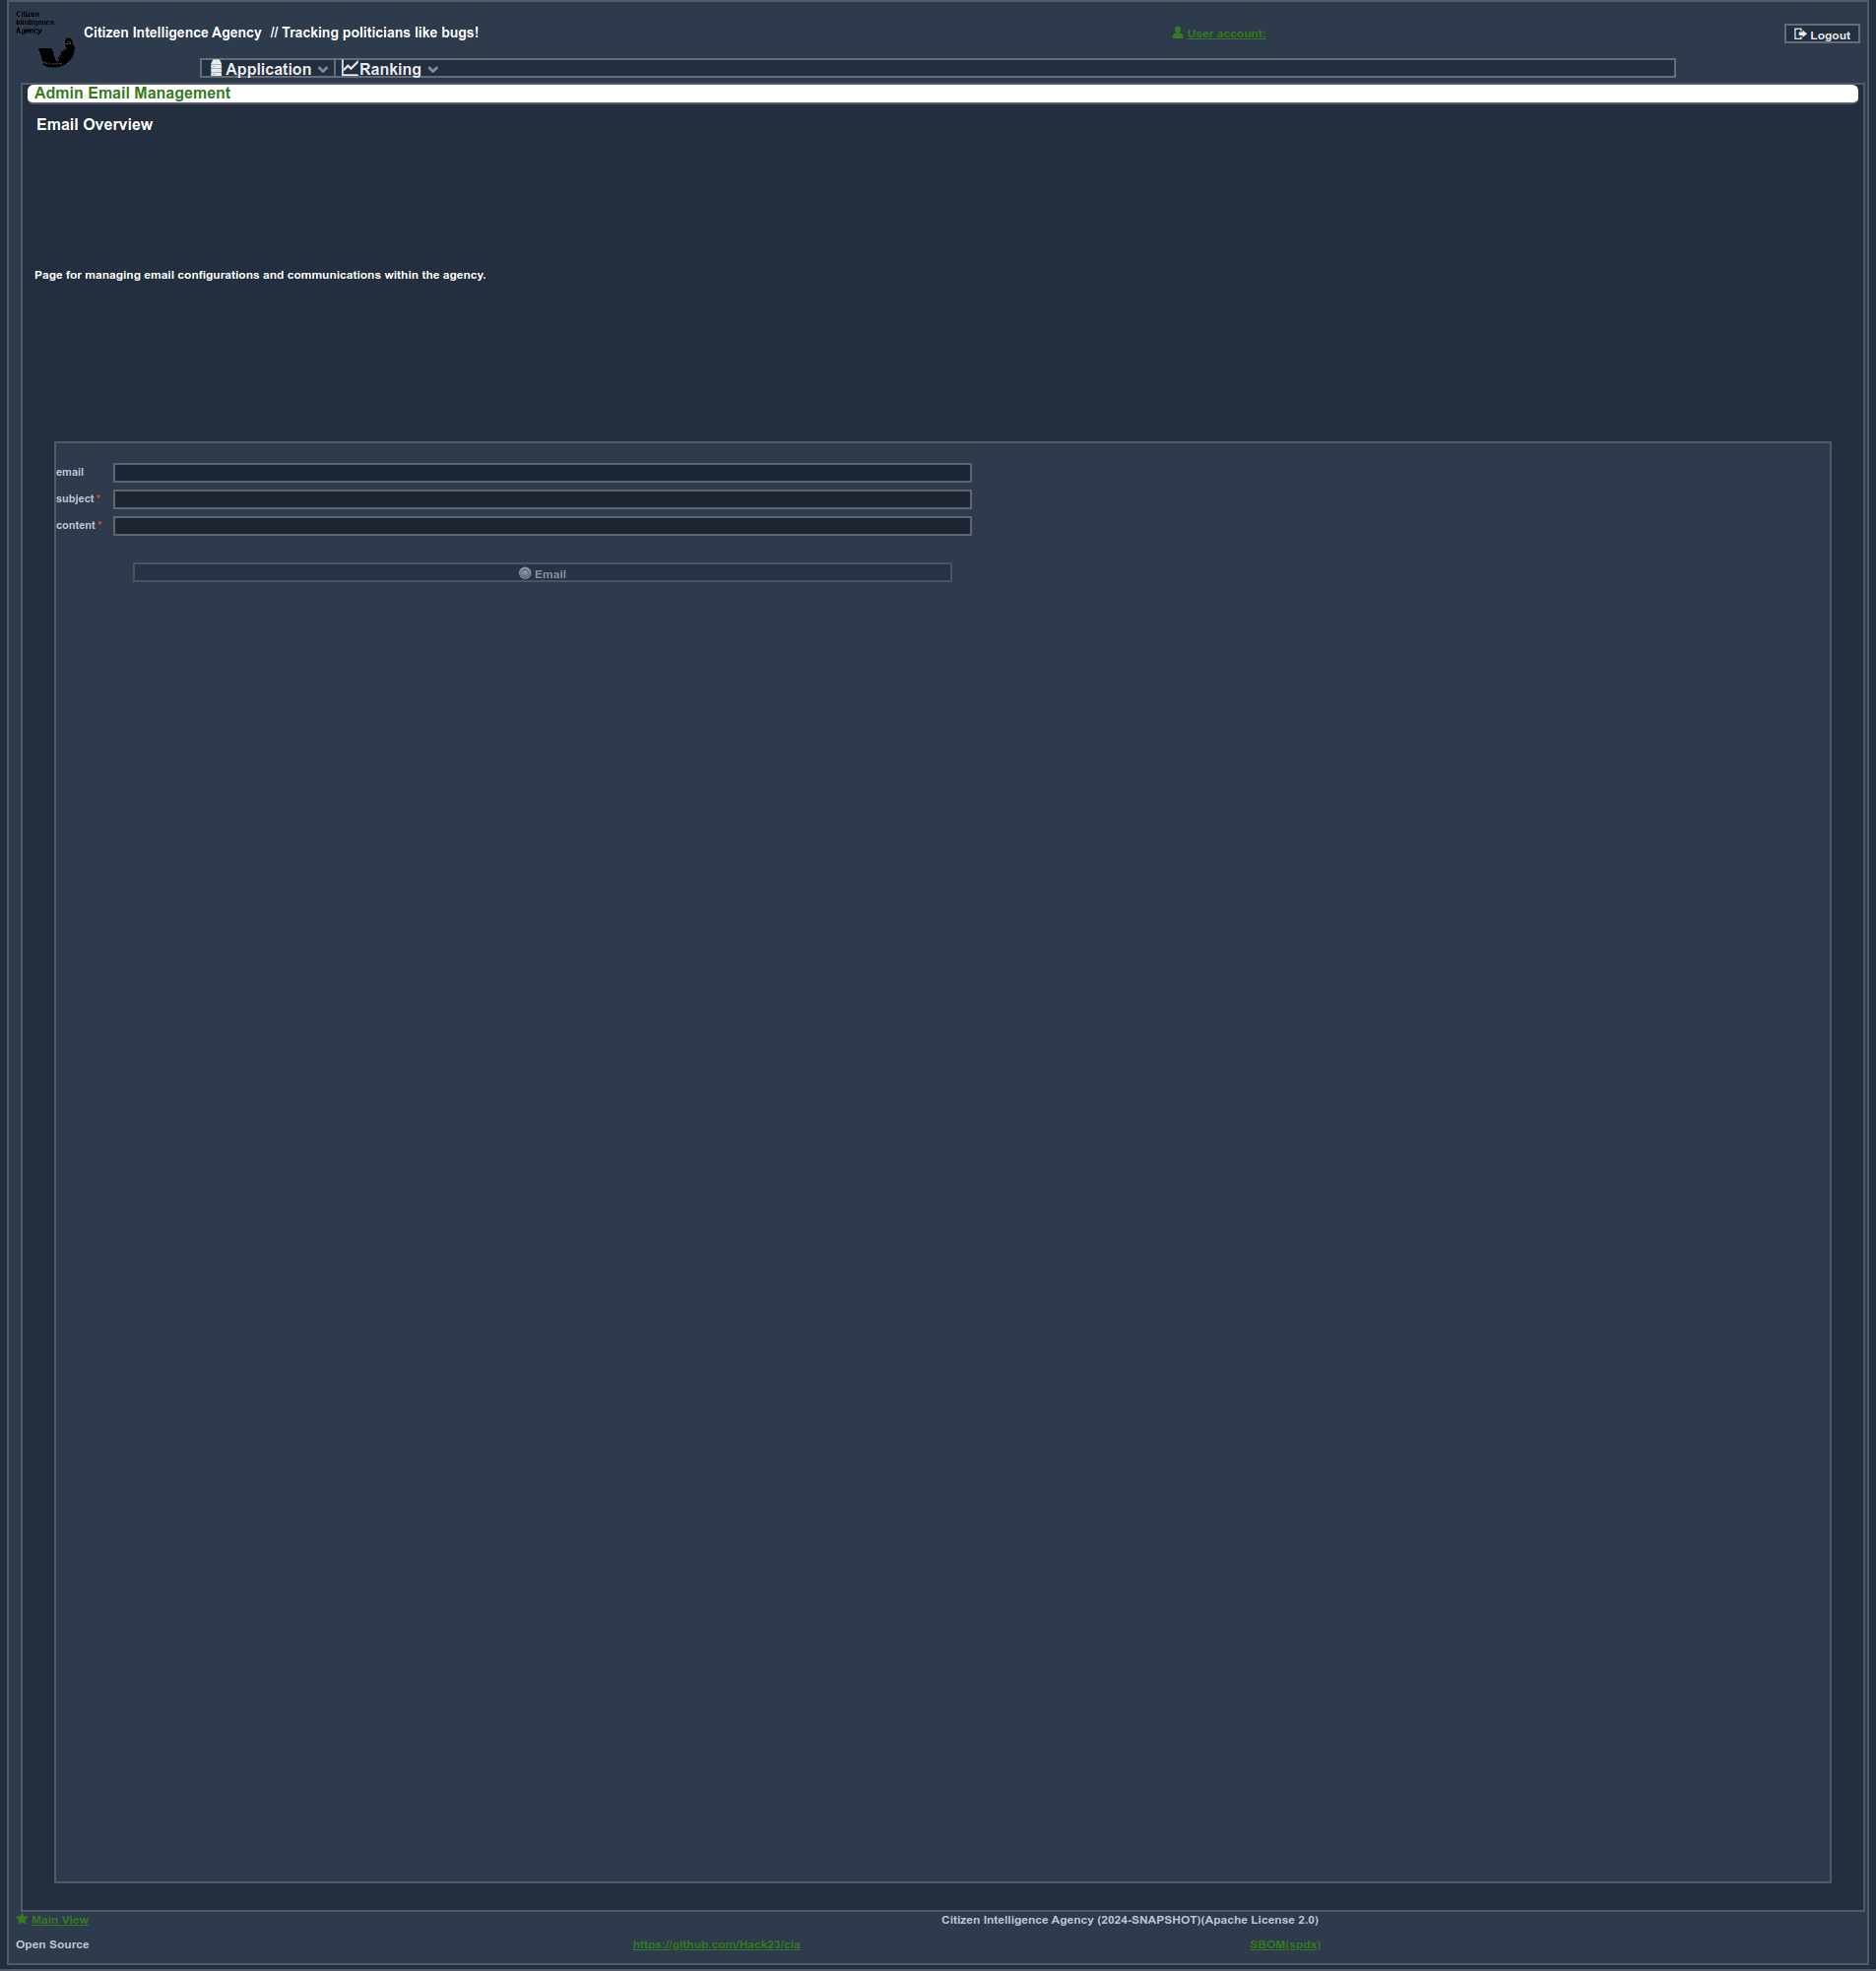 Citizen
Intelligence
Agency
Citizen Intelligence Agency // Tracking politicians like bugs!
User account:
Logout
Application
Ranking
Admin Email Management
Email Overview
Page for managing email configurations and communications within the agency.
email
subject *
content *
Email
Main View
Citizen Intelligence Agency (2024-SNAPSHOT)(Apache License 2.0)
Open Source
https://github.com/Hack23/cia
SBOM(spdx)